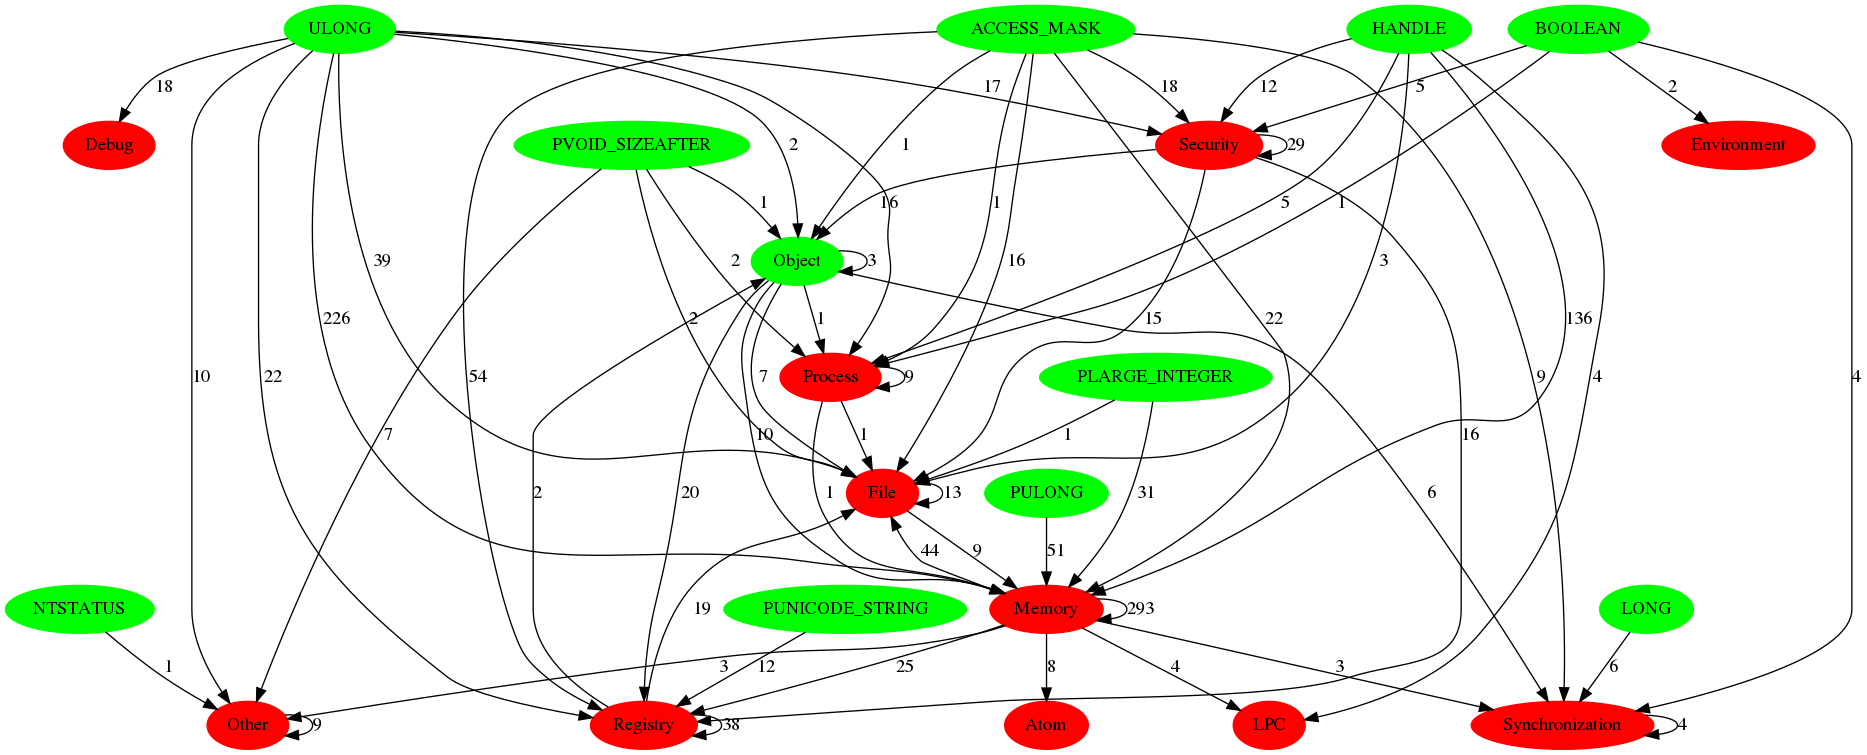 ULONG
ACCESS_MASK
HANDLE
BOOLEAN
18
17
18
12
5
2
Debug
PVOID_SIZEAFTER
2
1
Security
29
Environment
1
16
1
5
1
Object
3
2
16
3
226
39
2
1
15
22
136
10
22
54
7
Process
9
PLARGE_INTEGER
9
4
4
7
10
1
1
16
2
20
1
File
13
PULONG
31
6
19
44
9
51
NTSTATUS
PUNICODE_STRING
Memory
293
LONG
1
3
12
25
8
4
3
6
Other
9
Registry
38
Atom
LPC
Synchronization
4